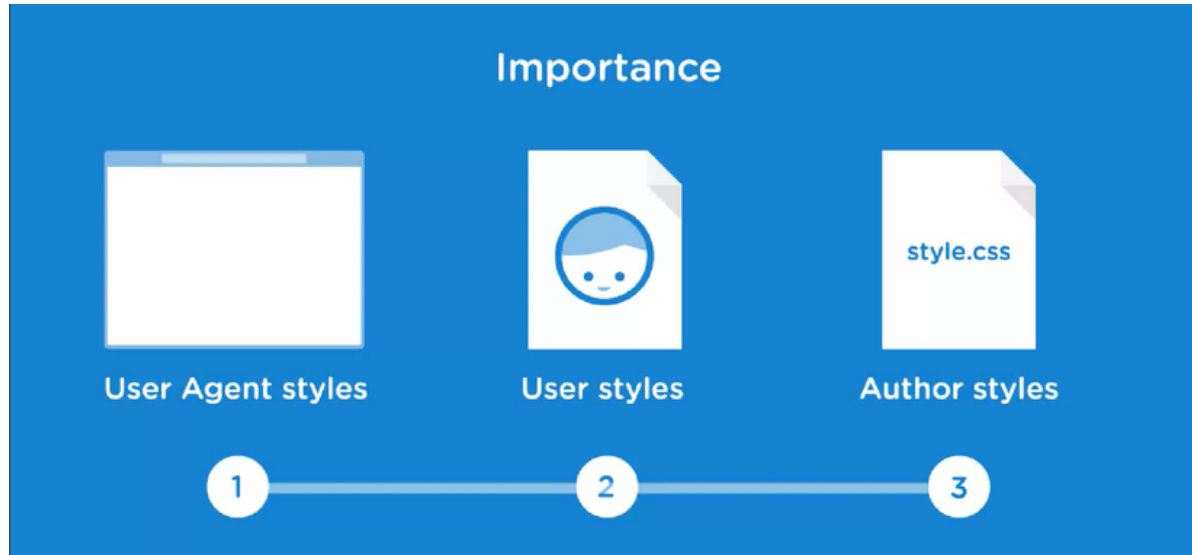 Importance
style.css
User Agent styles
User styles
Author styles
1
2
3